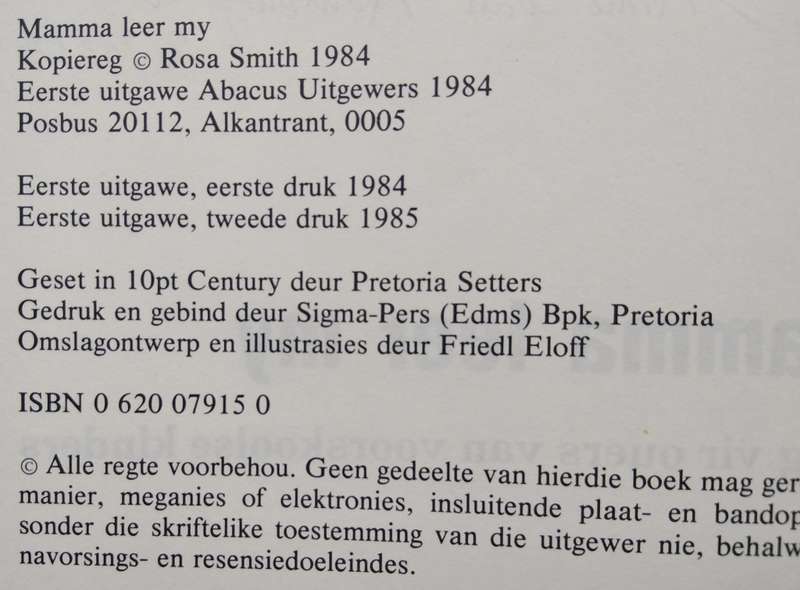 Mamma leer my
Kopiereg © Rosa Smith 1984
Eerste uitgawe Abacus Uitgewers 1984
Posbus 20112, Alkantrant, 0005
Eerste uitgawe, eerste druk 1984
Eerste uitgawe, tweede druk 1985
Geset in 10pt Century deur Pretoria Setters
Gedruk en gebind deur Sigma-Pers (Edms) Bpk, Pretoria
Omslagontwerp en illustrasies deur Friedl Eloff
ISBN 0 620 07915 0
© Alle regte voorbehou. Geen gedeelte van hierdie boek mag
manier, meganies of elektronies, insluitende plaat- en
sonder die skriftelike toestemming van die uitgewer nie,
navorsings- en resensiedoeleindes.